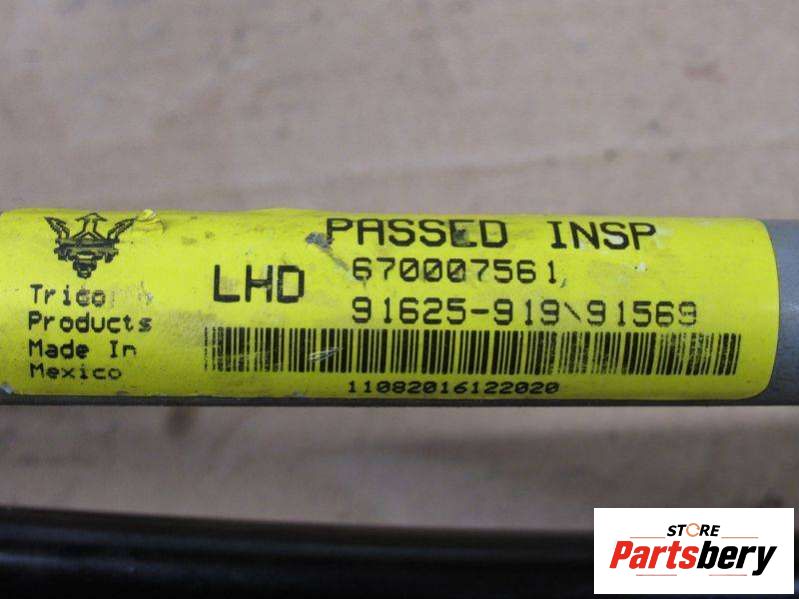 PASSED INSP
LHD 670007561
91625-919\91569
Trico
Products
Made In
Mexico
11082016122020
STORE
Partsbery